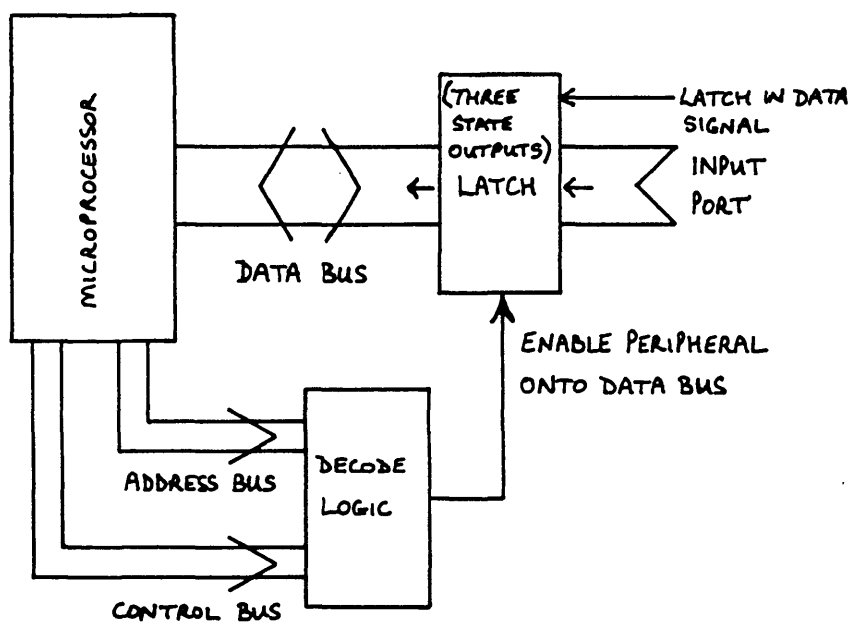 MICROPROCESSOR
(THREE
STATE
OUTPUTS)
LATCH
LATCH IN DATA
SIGNAL
INPUT
PORT
DATA BUS
ENABLE PERIPHERAL
ONTO DATA BUS
ADDRESS BUS
DECODE
LOGIC
CONTROL BUS